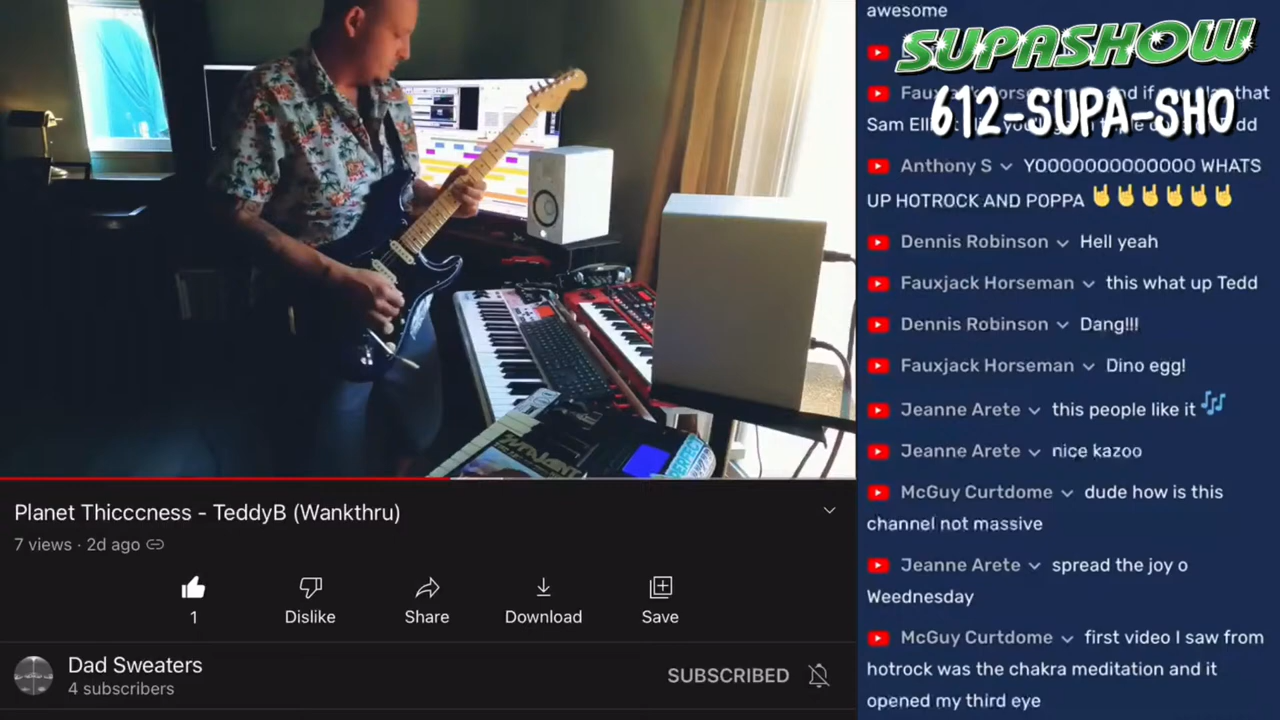 awesome
SUPASHOW
612-SUPA-SHO
Sam
Anthony S YOOOOOOOOOOOOO WHATS
UP HOTROCK AND POPPA 🤘🤘🤘🤘🤘🤘
Dennis Robinson Hell yeah
Fauxjack Horseman this what up Tedd
Dennis Robinson Dang!!!
Fauxjack Horseman Dino egg!
Jeanne Arete this people like it 🎶
Jeanne Arete nice kazoo
McGuy Curtdome dude how is this
channel not massive
Jeanne Arete spread the joy o
Weednesday
McGuy Curtdome first video I saw from
hotrock was the chakra meditation and it
opened my third eye
PERFECT
Planet Thicccness - TeddyB (Wankthru)
7 views · 2d ago
1
Dislike
Share
Download
Save
Dad Sweaters
4 subscribers
SUBSCRIBED